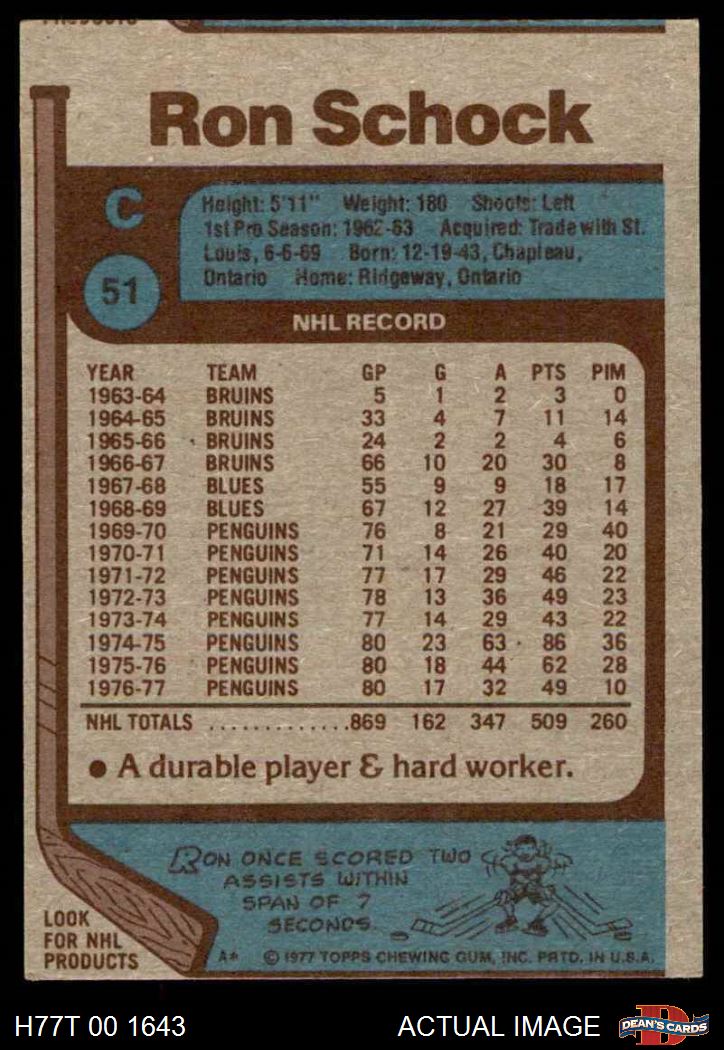 Ron Schock
C
Height: 5'11" Weight: 180 Shoots: Left
1st Pro Season: 1962-63 Acquired: Trade with St.
Louis, 6-6-69 Born: 12-19-43, Chapleau,
Ontario Home: Ridgeway, Ontario
51
NHL RECORD
YEAR TEAM GP G A PTS PIM
1963-64 BRUINS 5 1 2 3 0
1964-65 BRUINS 33 4 7 11 14
1965-66 BRUINS 24 2 2 4 6
1966-67 BRUINS 66 10 20 30 8
1967-68 BLUES 55 9 9 18 17
1968-69 BLUES 67 12 27 39 14
1969-70 PENGUINS 76 8 21 29 40
1970-71 PENGUINS 71 14 26 40 20
1971-72 PENGUINS 77 17 29 46 22
1972-73 PENGUINS 78 13 36 49 23
1973-74 PENGUINS 77 14 29 43 22
1974-75 PENGUINS 80 23 63 86 36
1975-76 PENGUINS 80 18 44 62 28
1976-77 PENGUINS 80 17 32 49 10
NHL TOTALS .............869 162 347 509 260
● A durable player & hard worker.
RON ONCE SCORED TWO
ASSISTS WITHIN
SPAN OF 7
SECONDS.
LOOK
FOR NHL
PRODUCTS
A* © 1977 TOPPS CHEWING GUM, INC. PRTD. IN U.S.A.
H77T 00 1643 ACTUAL IMAGE
D
DEAN'S CARDS